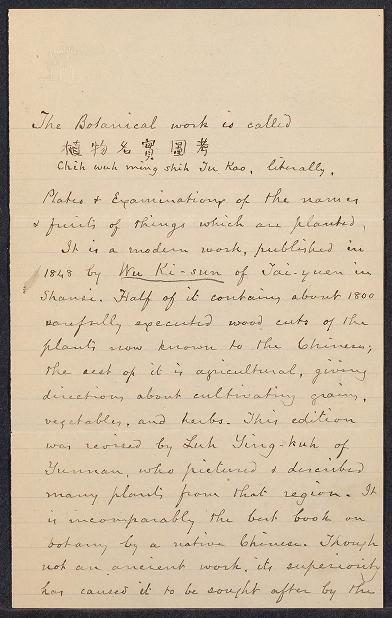 The Botanical work is called
植物名實圖考
Chih wuh ming shih Tu Kao, literally,
Plates & Examinations of the names
& fruits of things which are planted.
It is a modern work, published in
1848 by Wu Ki-sun of Tai-yuen in
Shansi. Half of it contains about 1800
carefully executed wood cuts of the
plants now known to the Chinese;
the rest of it is agricultural, giving
directions about cultivating grains,
vegetables, and herbs. This edition
was revised by Luh Ying-kuh of
Yunnan, who pictured & described
many plants from that region. It
is incomparably the best book on
botany by a native Chinese. Though
not an ancient work, its superiority
has caused it to be sought after by the